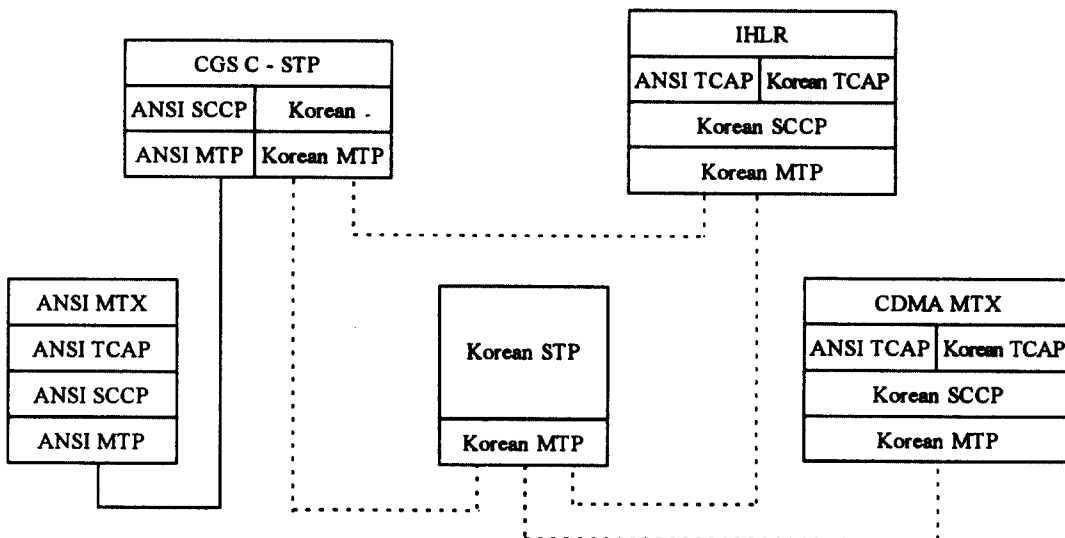 CGS C - STP
ANSI SCCP
Korean -
ANSI MTP
Korean MTP
IHLR
ANSI TCAP
Korean TCAP
Korean SCCP
Korean MTP
ANSI MTX
ANSI TCAP
ANSI SCCP
ANSI MTP
Korean STP
Korean MTP
CDMA MTX
ANSI TCAP
Korean TCAP
Korean SCCP
Korean MTP